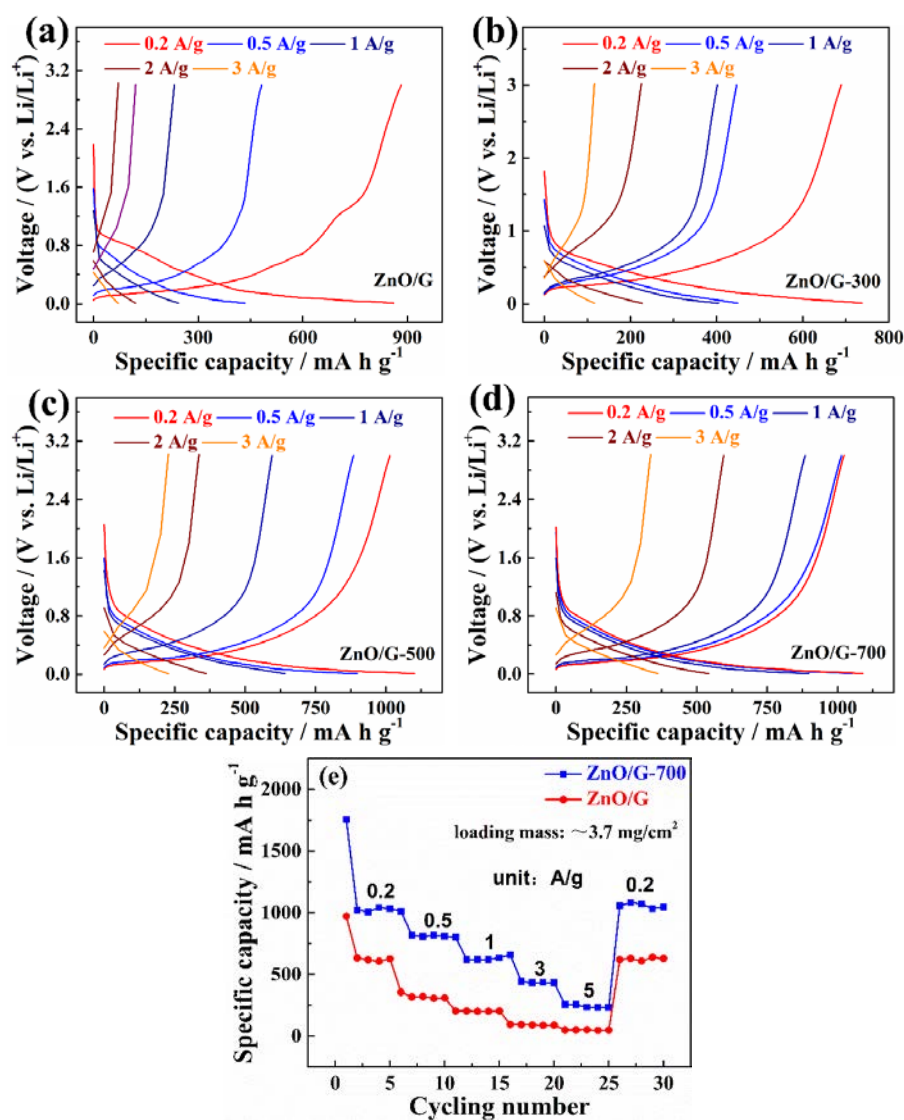 (a)
0.2 A/g 0.5 A/g 1 A/g
2 A/g 3 A/g
3.2
2.4
1.6
0.8
0.0
Voltage / (V vs. Li/Li⁺)
ZnO/G
0 300 600 900
Specific capacity / mA h g⁻¹
(b)
0.2 A/g 0.5 A/g 1 A/g
2 A/g 3 A/g
4
3
2
1
0
Voltage / (V vs. Li/Li⁺)
ZnO/G-300
0 200 400 600 800
Specific capacity / mA h g⁻¹
(c)
0.2 A/g 0.5 A/g 1 A/g
2 A/g 3 A/g
3.2
2.4
1.6
0.8
0.0
Voltage / (V vs. Li/Li⁺)
ZnO/G-500
0 250 500 750 1000
Specific capacity / mA h g⁻¹
(d)
0.2 A/g 0.5 A/g 1 A/g
2 A/g 3 A/g
3.2
2.4
1.6
0.8
0.0
Voltage / (V vs. Li/Li⁺)
ZnO/G-700
0 250 500 750 1000
Specific capacity / mA h g⁻¹
(e)
ZnO/G-700
ZnO/G
loading mass: ~3.7 mg/cm²
unit: A/g
2000
1500
1000
500
0
Specific capacity / mA h g⁻¹
0.2
0.5
1
3
5
0.2
0 5 10 15 20 25 30
Cycling number